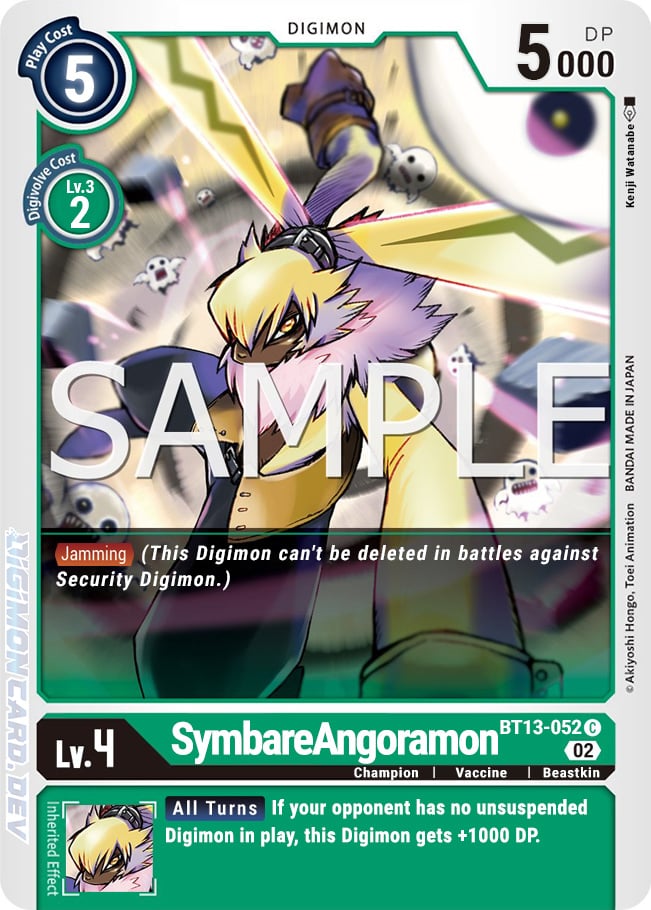 DIGIMON
Play Cost
5
DP
5000
Digivolve Cost
Lv.3
2
Kenji Watanabe
SAMPLE
BANDAI MADE IN JAPAN
© Akiyoshi Hongo, Toei Animation
Jamming (This Digimon can't be deleted in battles against
Security Digimon.)
DIGIMONCARD.DEV
Lv.4
SymbareAngoramon
BT13-052 C
02
Champion | Vaccine | Beastkin
Inherited Effect
All Turns If your opponent has no unsuspended
Digimon in play, this Digimon gets +1000 DP.